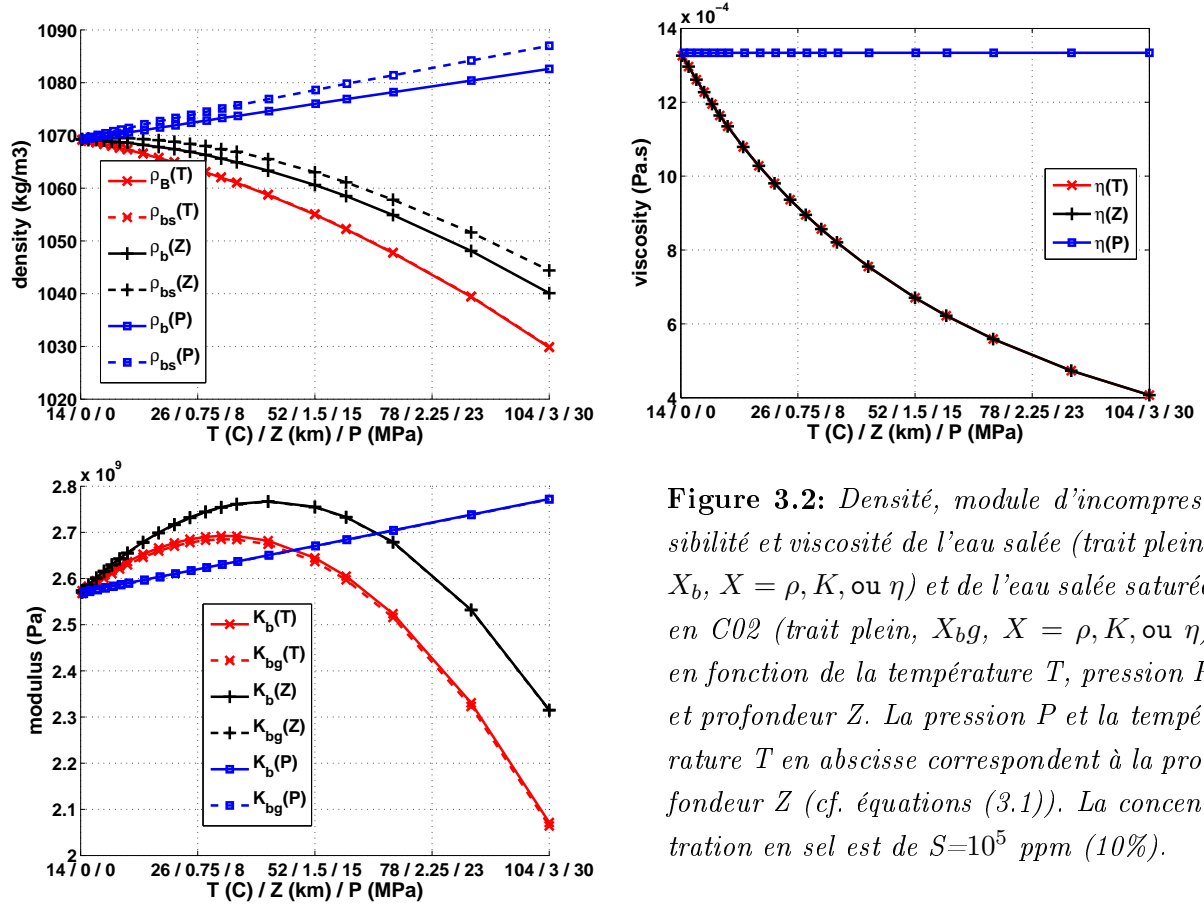 1090
1080
1070
1060
1050
1040
1030
1020
density (kg/m3)
ρB(T)
ρbs(T)
ρb(Z)
ρbs(Z)
ρb(P)
ρbs(P)
14 / 0 / 0
26 / 0.75 / 8
52 / 1.5 / 15
78 / 2.25 / 23
104 / 3 / 30
T (C) / Z (km) / P (MPa)
x 10⁻⁴
14
12
10
8
6
4
viscosity (Pa.s)
η(T)
η(Z)
η(P)
14 / 0 / 0
26 / 0.75 / 8
52 / 1.5 / 15
78 / 2.25 / 23
104 / 3 / 30
T (C) / Z (km) / P (MPa)
x 10⁹
2.8
2.7
2.6
2.5
2.4
2.3
2.2
2.1
2
modulus (Pa)
Kb(T)
Kbg(T)
Kb(Z)
Kbg(Z)
Kb(P)
Kbg(P)
14 / 0 / 0
26 / 0.75 / 8
52 / 1.5 / 15
78 / 2.25 / 23
104 / 3 / 30
T (C) / Z (km) / P (MPa)
Figure 3.2: Densité, module d'incompres
sibilité et viscosité de l'eau salée (trait plein
Xb, X = ρ, K, ou η) et de l'eau salée saturée
en C02 (trait plein, Xbg, X = ρ, K, ou η)
en fonction de la température T, pression P
et profondeur Z. La pression P et la tempé
rature T en abscisse correspondent à la pro
fondeur Z (cf. équations (3.1)). La concen
tration en sel est de S=10⁵ ppm (10%).